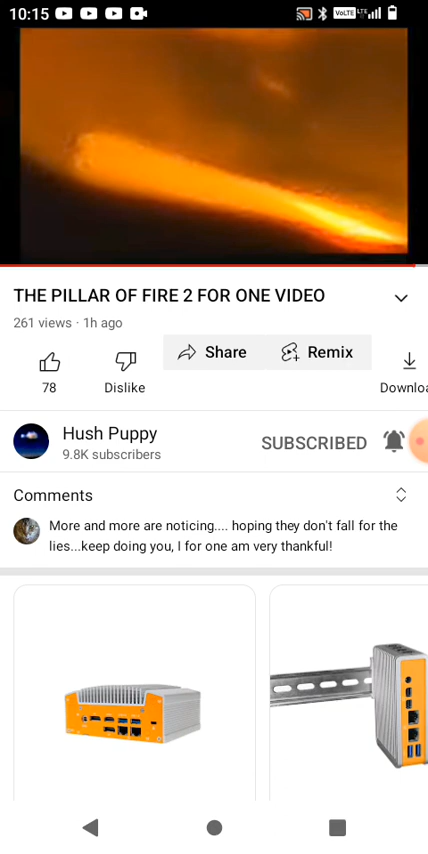 10:15
VoLTE LTE
THE PILLAR OF FIRE 2 FOR ONE VIDEO
261 views · 1h ago
Share
Remix
78
Dislike
Downloa
Hush Puppy
9.8K subscribers
SUBSCRIBED
Comments
More and more are noticing.... hoping they don't fall for the
lies...keep doing you, I for one am very thankful!